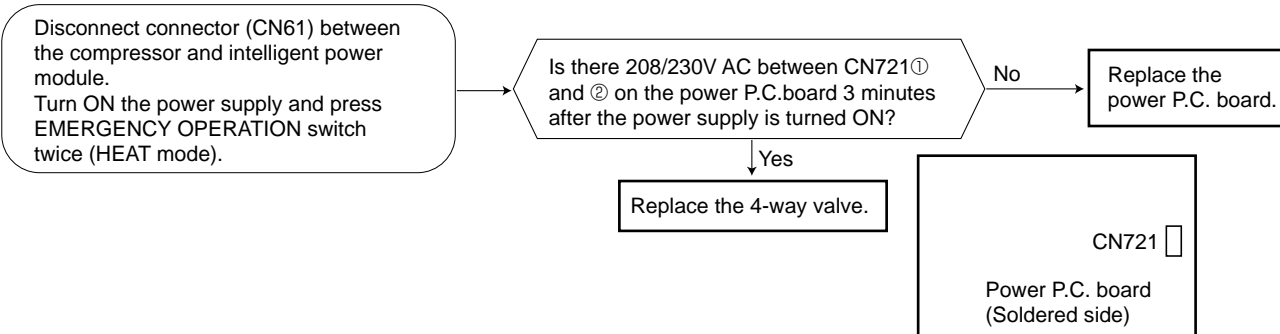 Disconnect connector (CN61) between
the compressor and intelligent power
module.
Turn ON the power supply and press
EMERGENCY OPERATION switch
twice (HEAT mode).
Is there 208/230V AC between CN721①
and ② on the power P.C.board 3 minutes
after the power supply is turned ON?
No
Replace the
power P.C. board.
Yes
Replace the 4-way valve.
CN721
Power P.C. board
(Soldered side)